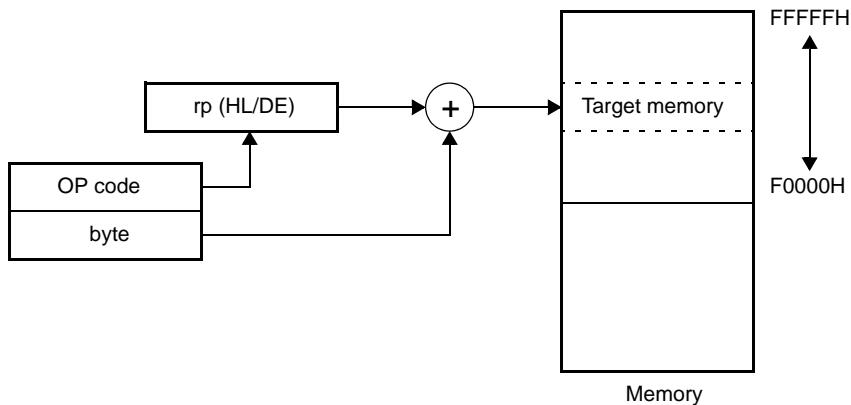 FFFFFH
rp (HL/DE)
+
Target memory
OP code
F0000H
byte
Memory